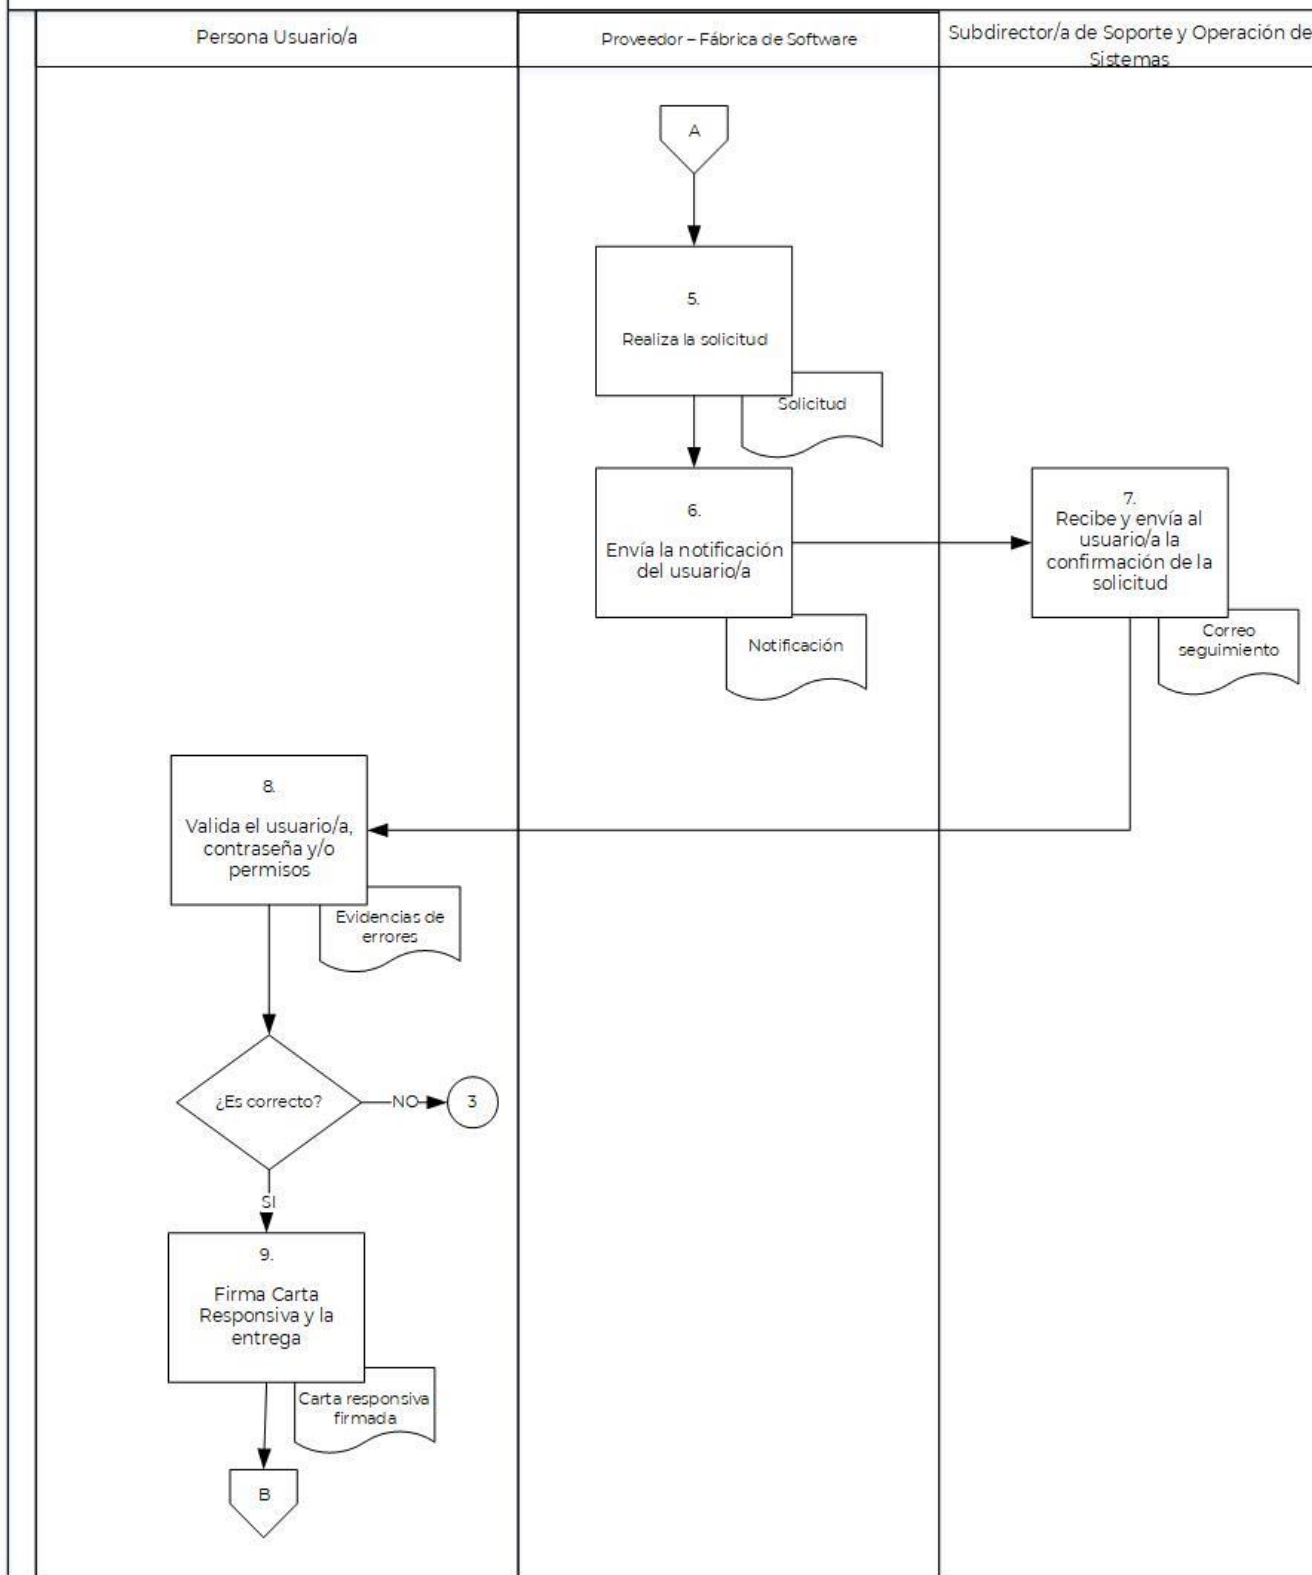 Persona Usuario/a
Proveedor – Fábrica de Software
Subdirector/a de Soporte y Operación de
Sistemas
A
5.
Realiza la solicitud
Solicitud
6.
Envía la notificación
del usuario/a
Notificación
7.
Recibe y envía al
usuario/a la
confirmación de la
solicitud
Correo
seguimiento
8.
Valida el usuario/a,
contraseña y/o
permisos
Evidencias de
errores
¿Es correcto?
NO
3
SI
9.
Firma Carta
Responsiva y la
entrega
Carta responsiva
firmada
B